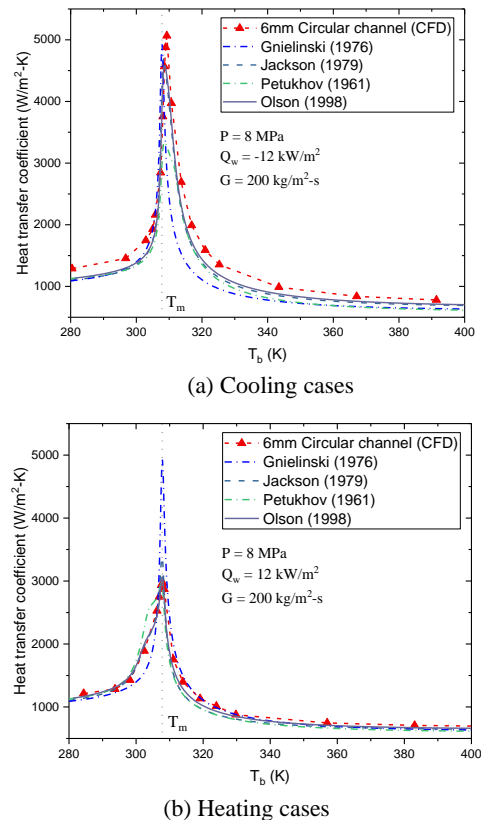 5000
4000
3000
2000
1000
Heat transfer coefficient (W/m²-K)
6mm Circular channel (CFD)
Gnielinski (1976)
Jackson (1979)
Petukhov (1961)
Olson (1998)
P = 8 MPa
Q_w = -12 kW/m²
G = 200 kg/m²-s
T_m
280 300 320 340 360 380 400
T_b (K)
(a) Cooling cases
5000
4000
3000
2000
1000
Heat transfer coefficient (W/m²-K)
6mm Circular channel (CFD)
Gnielinski (1976)
Jackson (1979)
Petukhov (1961)
Olson (1998)
P = 8 MPa
Q_w = 12 kW/m²
G = 200 kg/m²-s
T_m
280 300 320 340 360 380 400
T_b (K)
(b) Heating cases